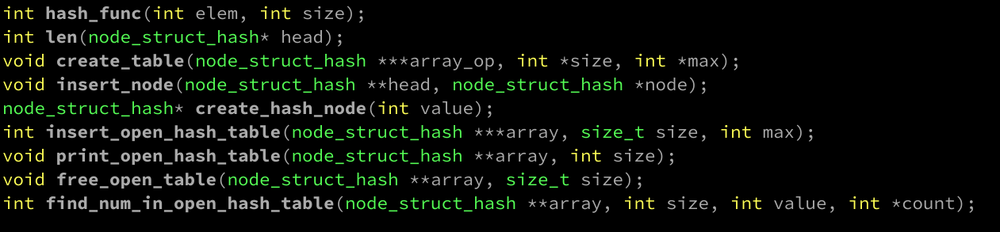 int hash_func(int elem, int size);
int len(node_struct_hash* head);
void create_table(node_struct_hash ***array_op, int *size, int *max);
void insert_node(node_struct_hash **head, node_struct_hash *node);
node_struct_hash* create_hash_node(int value);
int insert_open_hash_table(node_struct_hash ***array, size_t size, int max);
void print_open_hash_table(node_struct_hash **array, int size);
void free_open_table(node_struct_hash **array, size_t size);
int find_num_in_open_hash_table(node_struct_hash **array, int size, int value, int *count);